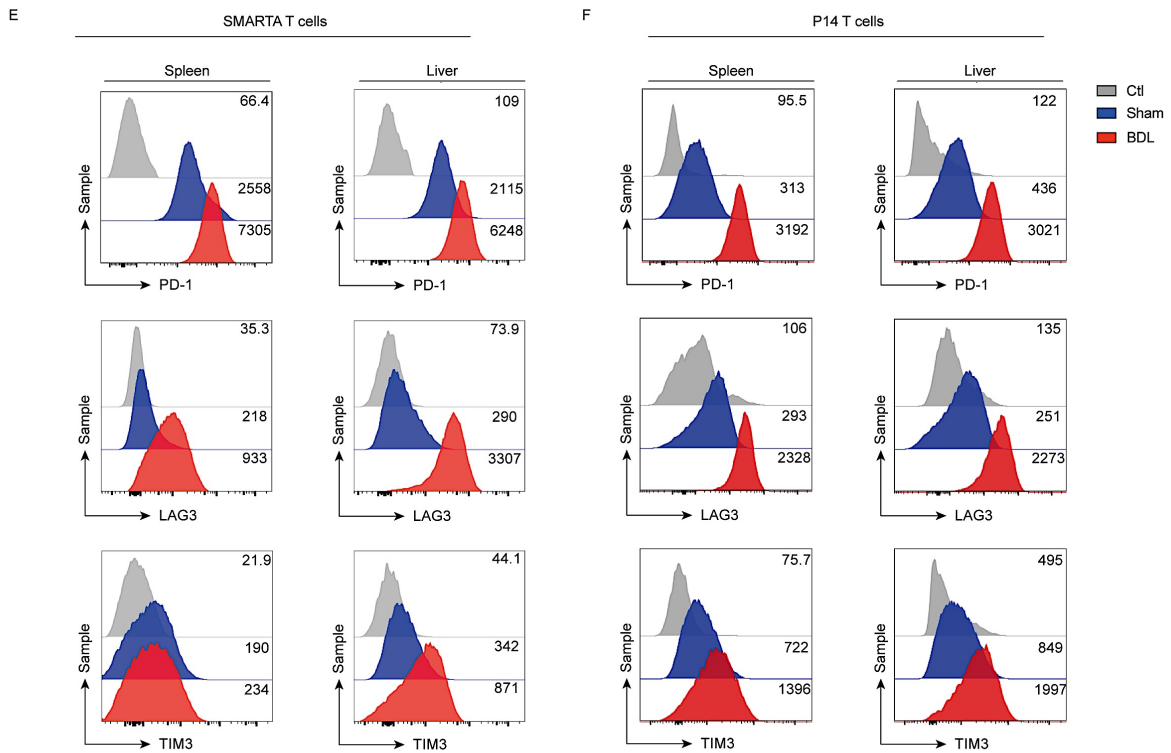 E
SMARTA T cells
F
P14 T cells
Spleen
Liver
Spleen
Liver
Ctl
Sham
BDL
Sample
66.4
2558
7305
PD-1
Sample
109
2115
6248
PD-1
Sample
95.5
313
3192
PD-1
Sample
122
436
3021
PD-1
Sample
35.3
218
933
LAG3
Sample
73.9
290
3307
LAG3
Sample
106
293
2328
LAG3
Sample
135
251
2273
LAG3
Sample
21.9
190
234
TIM3
Sample
44.1
342
871
TIM3
Sample
75.7
722
1396
TIM3
Sample
495
849
1997
TIM3